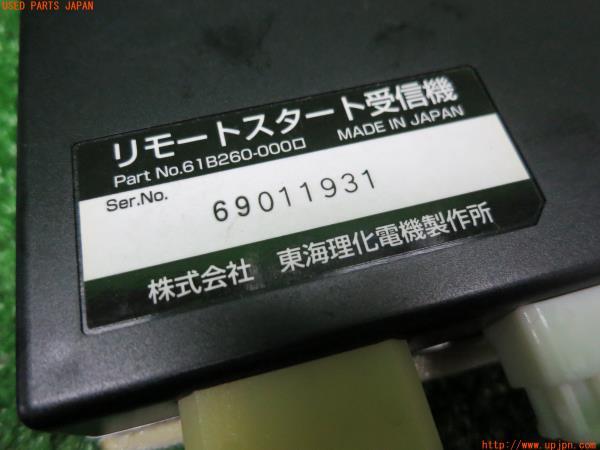 USED PARTS JAPAN
リモートスタート受信機
Part No.61B260-000□ MADE IN JAPAN
Ser.No. 69011931
株式会社 東海理化電機製作所
( https://www.upjpn.com )